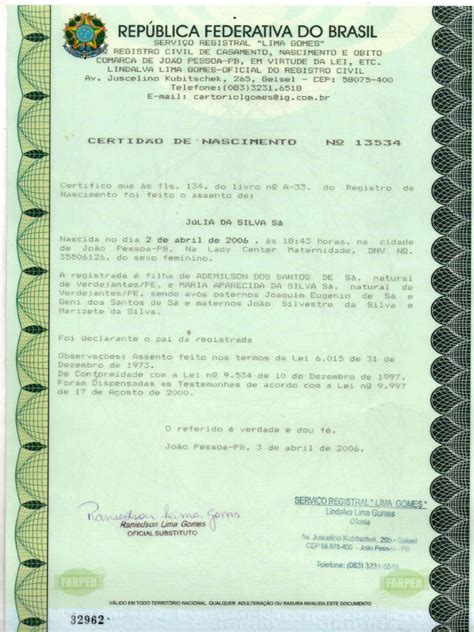 REPÚBLICA FEDERATIVA DO BRASIL
SERVIÇO REGISTRAL "LIMA GOMES"
REGISTRO CIVIL DE CASAMENTO, NASCIMENTO E OBITO
COMARCA DE JOÃO PESSOA-PB, EM VIRTUDE DA LEI, ETC.
LINDALVA LIMA GOMES-OFICIAL DO REGISTRO CIVIL
Av. Juscelino Kubitschek, 265, Geisel - CEP: 58075-400
Telefone:(083)3231.6518
E-mail: cartoriolgomes@ig.com.br
CERTIDÃO DE NASCIMENTO Nº 13534
Certifico que às fls. 134, do livro nº A-33, do Registro de
Nascimento foi feito o assento de:
JÚLIA DA SILVA SÁ
Nascida no dia 2 de abril de 2006 , às 18:43 horas, na cidade
de João Pessoa-PB, Na Lady Center Maternidade, DNV Nº.
35506126, do sexo feminino.
A registrada é filha de ADEMILSON DOS SANTOS DE SÁ, natural
de Verdejantes/PE, e MARIA APARECIDA DA SILVA SÁ, natural de
Verdejantes/PE, sendo avós paternos Joaquim Eugenio de Sá e
Geni dos Santos de Sá e maternos João Silvestre da Silva e
Marizete da Silva.
Foi declarante o pai da registrada
Observações: Assento feito nos termos da Lei 6.015 de 31 de
Dezembro de 1973.
De Conformidade com a Lei nº 9.534 de 10 de Dezembro de 1997.
Foram Dispensadas as Testemunhas de acordo com a Lei nº 9.997
de 17 de Agosto de 2000.
O referido é verdade e dou fé.
João Pessoa-PB, 3 de abril de 2006.
Raniedson Lima Gomes
Raniedson Lima Gomes
OFICIAL SUBSTITUTO
SERVIÇO REGISTRAL "LIMA GOMES"
Lindalva Lima Gomes
Oficiala
Av. Juscelino Kubitschek, 265 - Geisel
CEP 58.075-400 - João Pessoa - PB
Telefone: (083) 3231-6518
FARPEN
FARPEN
VÁLIDO EM TODO TERRITÓRIO NACIONAL. QUALQUER ADULTERAÇÃO OU RASURA INVALIDA ESTE DOCUMENTO
32962